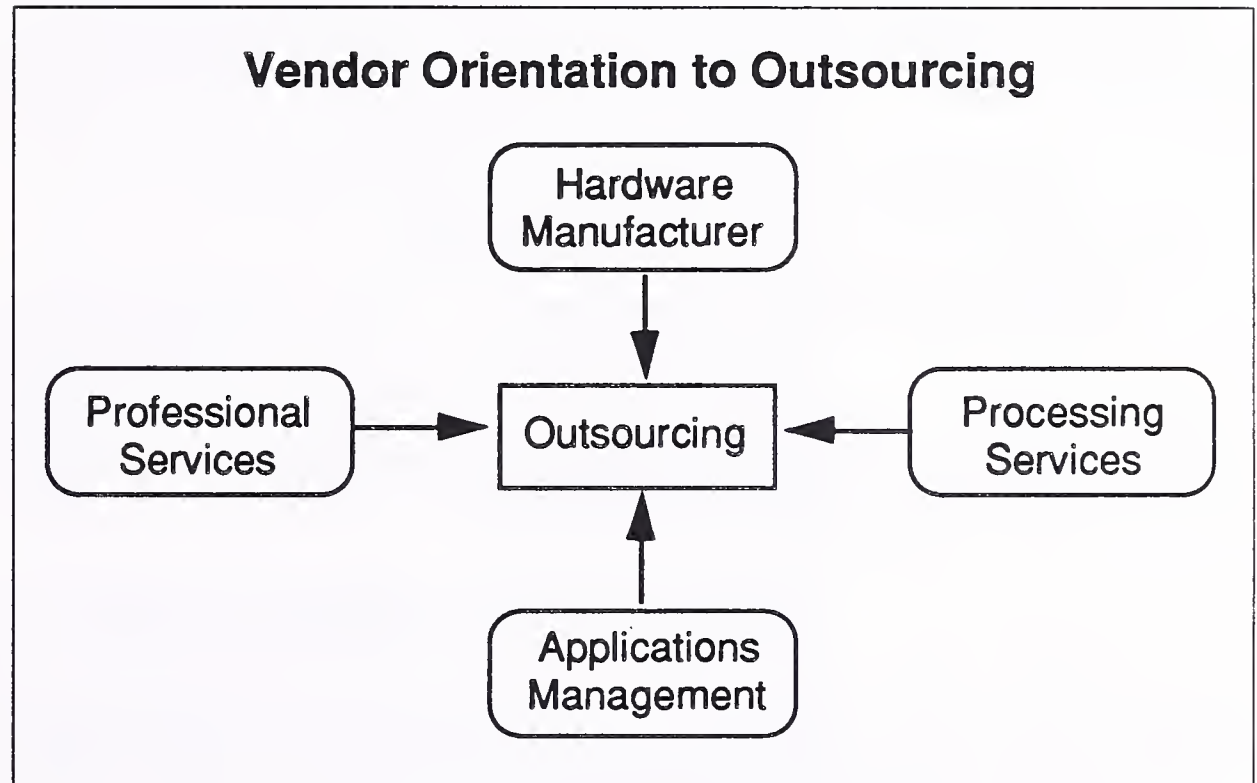 Vendor Orientation to Outsourcing
Hardware
Manufacturer
Professional
Services
Outsourcing
Processing
Services
Applications
Management